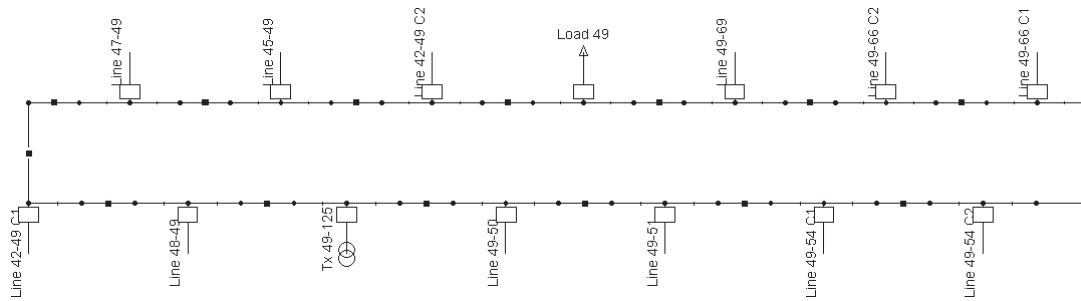 Line 47-49
Line 45-49
Line 42-49 C2
Load 49
Line 49-69
Line 49-66 C2
Line 49-66 C1
Line 42-49 C1
Line 48-49
Tx 49-125
Line 49-50
Line 49-51
Line 49-54 C1
Line 49-54 C2